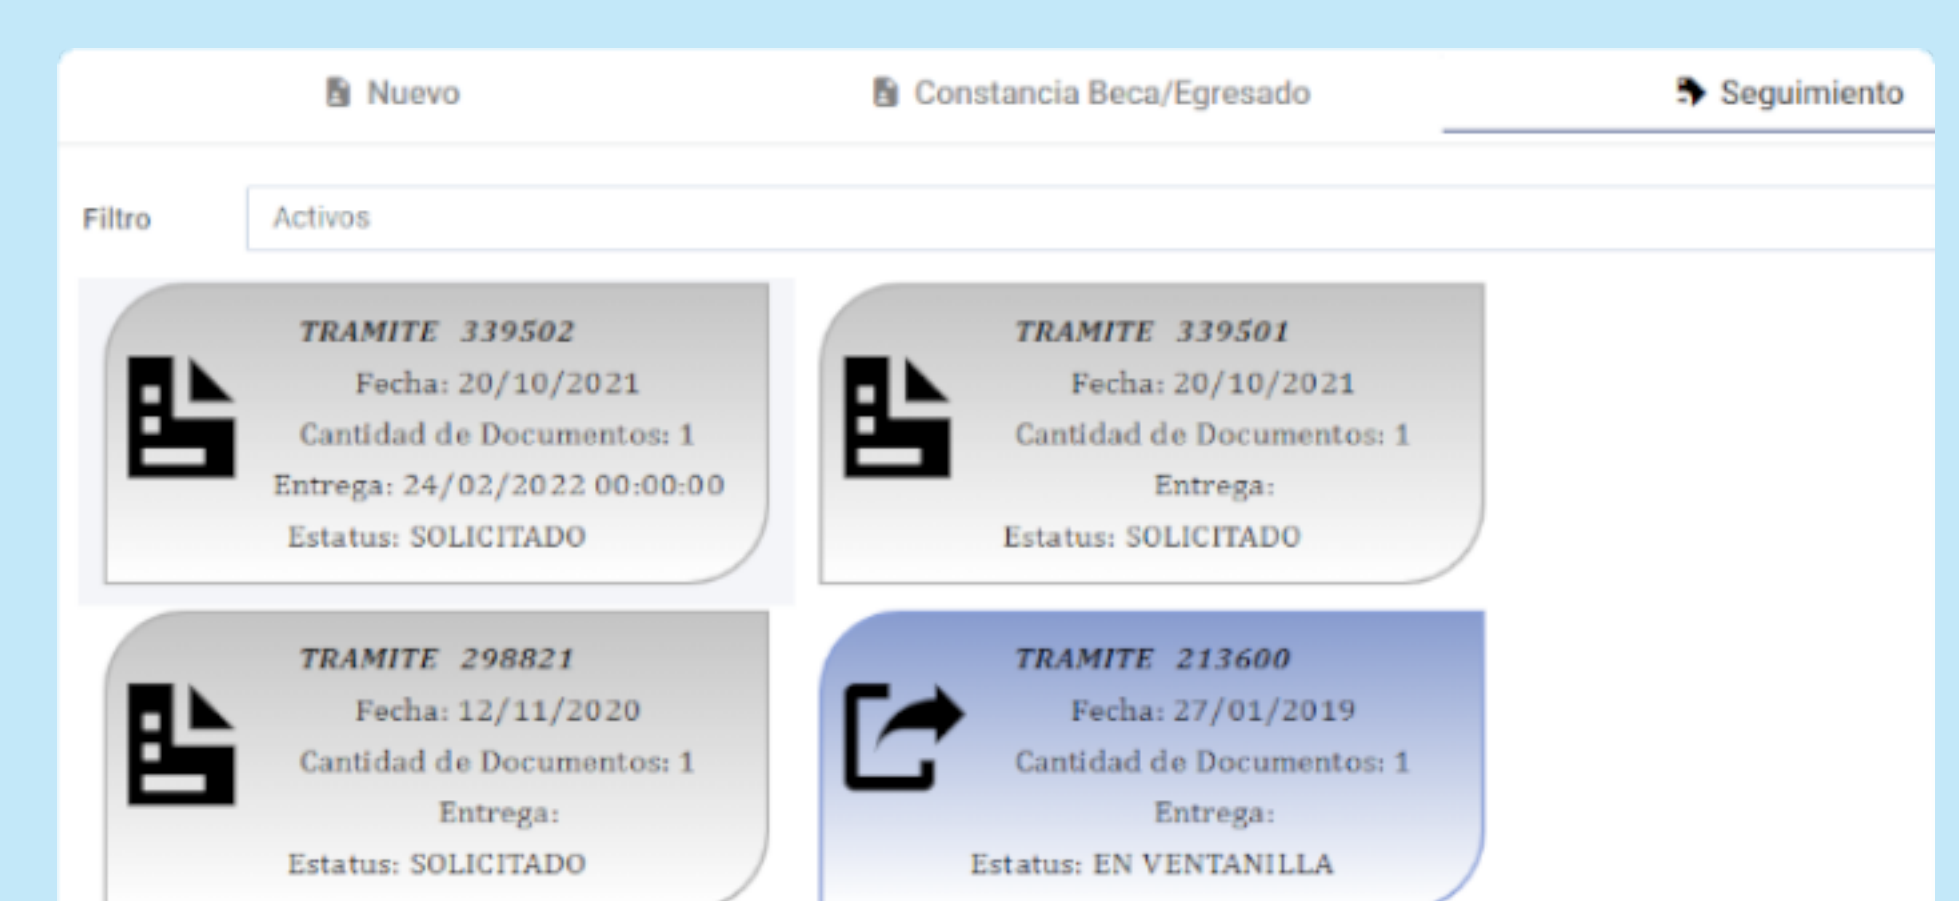 Nuevo
Constancia Beca/Egresado
Seguimiento
Filtro
Activos
TRAMITE 339502
Fecha: 20/10/2021
Cantidad de Documentos: 1
Entrega: 24/02/2022 00:00:00
Estatus: SOLICITADO
TRAMITE 339501
Fecha: 20/10/2021
Cantidad de Documentos: 1
Entrega:
Estatus: SOLICITADO
TRAMITE 298821
Fecha: 12/11/2020
Cantidad de Documentos: 1
Entrega:
Estatus: SOLICITADO
TRAMITE 213600
Fecha: 27/01/2019
Cantidad de Documentos: 1
Entrega:
Estatus: EN VENTANILLA